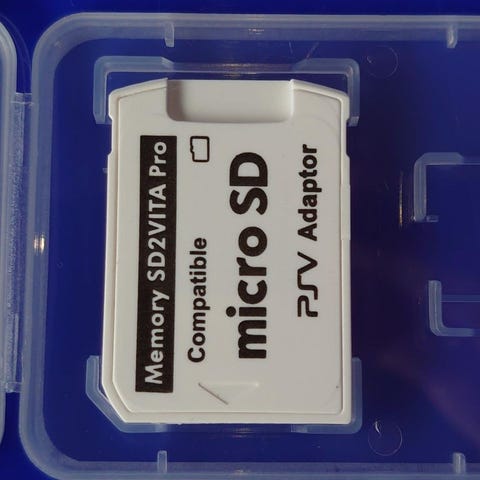 Memory SD2VITA Pro
Compatible
micro SD
PSV Adaptor